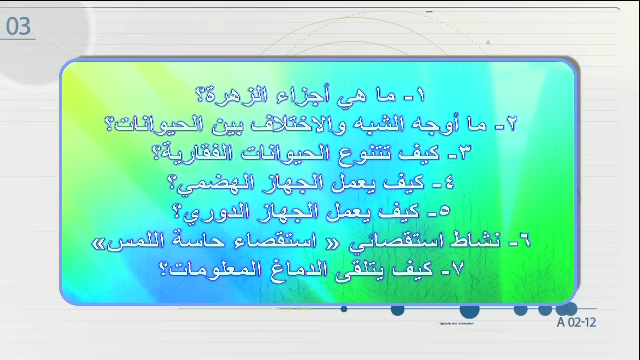 03
١- ما هي أجزاء الزهرة؟
٢- ما أوجه الشبه والاختلاف بين الحيوانات؟
٣- كيف تتنوع الحيوانات الفقارية؟
٤- كيف يعمل الجهاز الهضمي؟
٥- كيف يعمل الجهاز الدوري؟
٦- نشاط استقصائي « استقصاء حاسة اللمس»
٧- كيف يتلقى الدماغ المعلومات؟
A 02-12